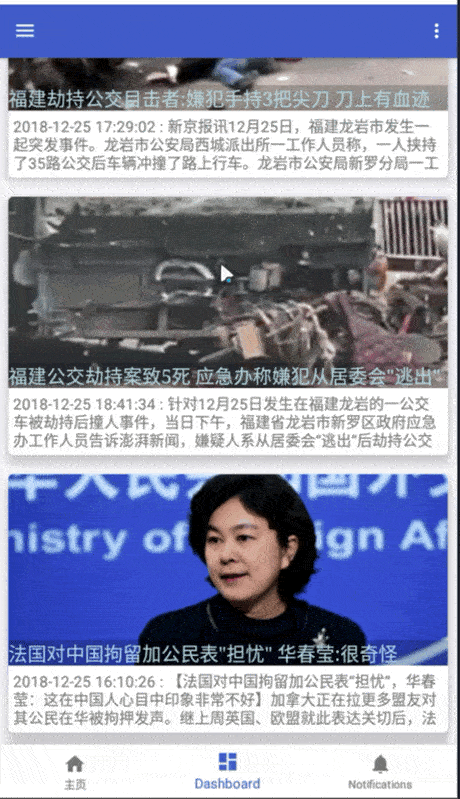 福建劫持公交目击者:嫌犯手持3把尖刀 刀上有血迹
2018-12-25 17:29:02 : 新京报讯12月25日，福建龙岩市发生一
起突发事件。龙岩市公安局西城派出所一工作人员称，一人挟持
了35路公交后车辆冲撞了路上行车。龙岩市公安局新罗分局一工
福建公交劫持案致5死 应急办称嫌犯从居委会"逃出"
2018-12-25 18:41:34 : 针对12月25日发生在福建龙岩的一公交
车被劫持后撞人事件，当日下午，福建省龙岩市新罗区政府应急
办工作人员告诉澎湃新闻，嫌疑人系从居委会“逃出”后劫持公交
华人民共和国外交
nistry of Foreign Af
法国对中国拘留加公民表"担忧" 华春莹:很奇怪
2018-12-25 16:10:26 : 【法国对中国拘留加公民表“担忧”，华春
莹：这在中国人心目中印象非常不好】加拿大正在拉更多盟友对
其公民在华被拘押发声。继上周英国、欧盟就此表达关切后，法
主页
Dashboard
Notifications